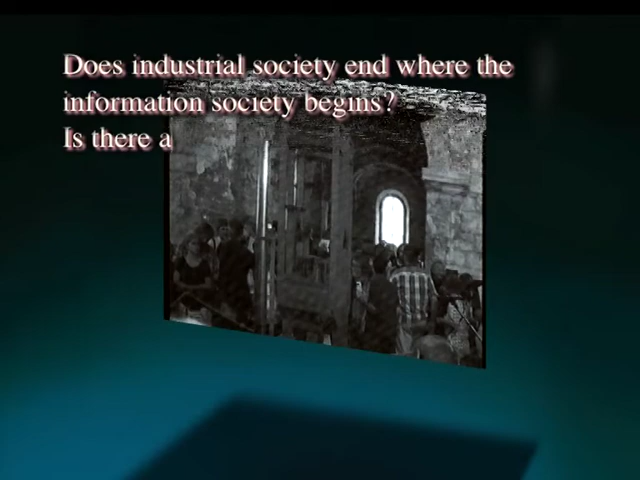 Does industrial society end where the
information society begins?
Is there a